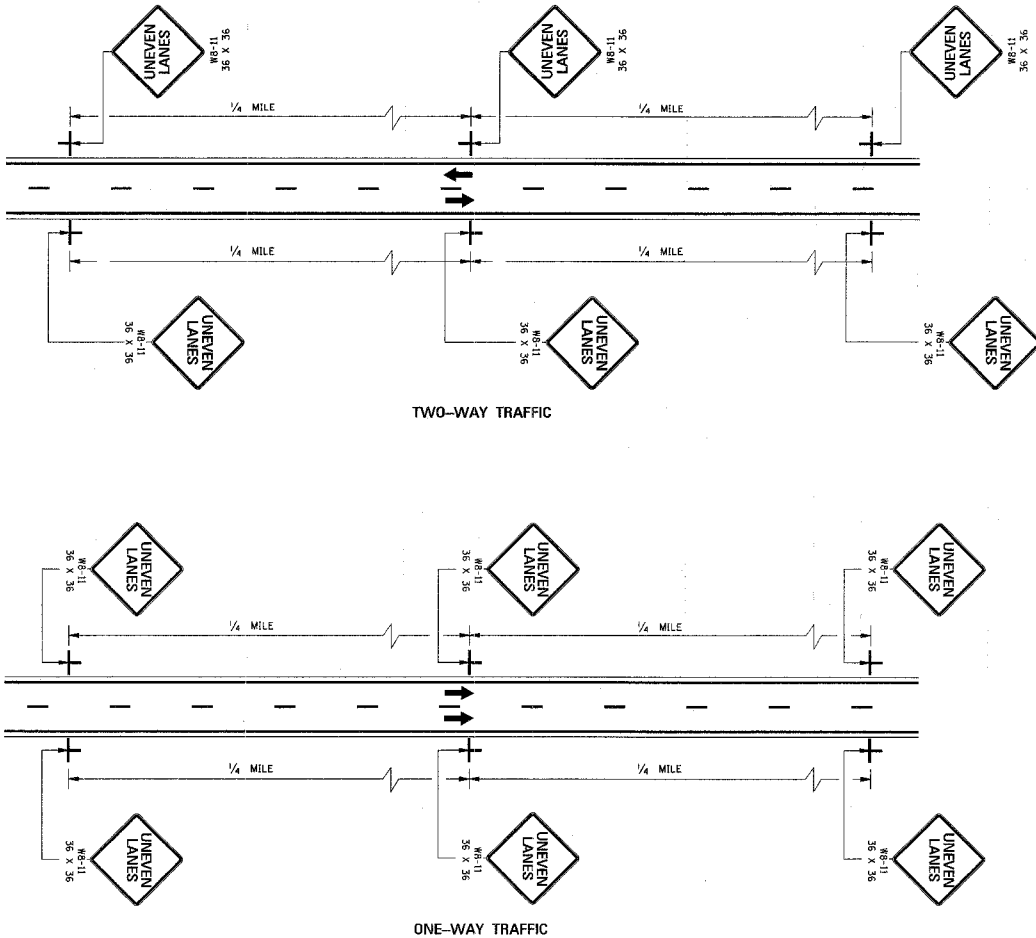 UNEVEN
LANES
W8-11
36 X 36
UNEVEN
LANES
W8-11
36 X 36
UNEVEN
LANES
W8-11
36 X 36
1/4 MILE
1/4 MILE
1/4 MILE
1/4 MILE
W8-11
36 X 36
UNEVEN
LANES
W8-11
36 X 36
UNEVEN
LANES
W8-11
36 X 36
UNEVEN
LANES
TWO-WAY TRAFFIC
W8-11
36 X 36
UNEVEN
LANES
W8-11
36 X 36
UNEVEN
LANES
W8-11
36 X 36
UNEVEN
LANES
1/4 MILE
1/4 MILE
1/4 MILE
1/4 MILE
W8-11
36 X 36
UNEVEN
LANES
W8-11
36 X 36
UNEVEN
LANES
W8-11
36 X 36
UNEVEN
LANES
ONE-WAY TRAFFIC